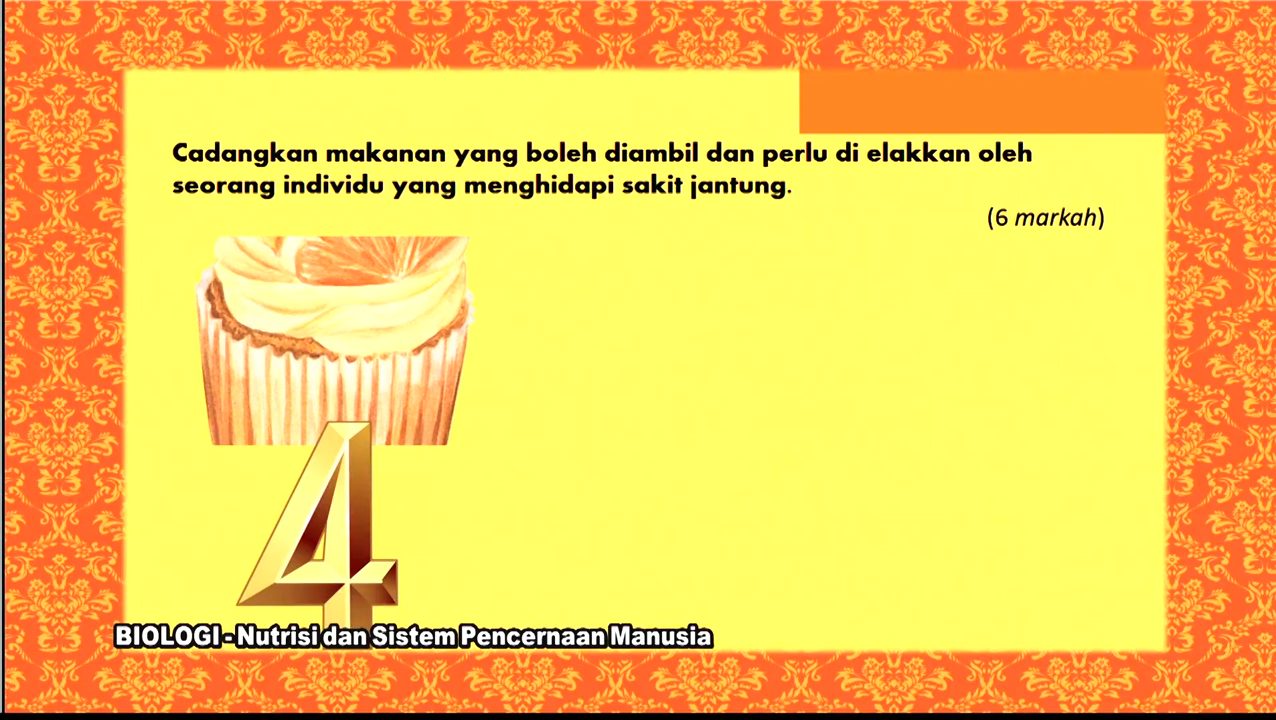 Cadangkan makanan yang boleh diambil dan perlu di elakkan oleh
seorang individu yang menghidapi sakit jantung.
(6 markah)
4
BIOLOGI - Nutrisi dan Sistem Pencernaan Manusia